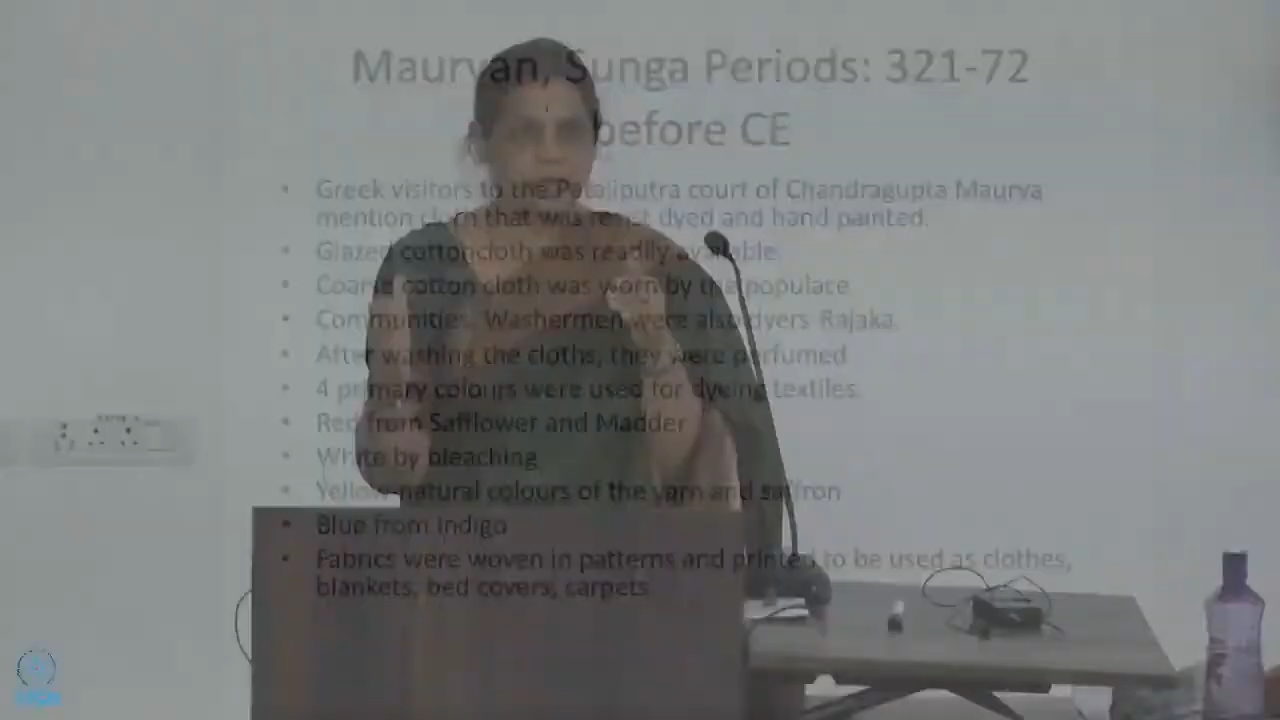 Mauryan, Sunga Periods: 321-72
before CE
• Greek visitors to the Pataliputra court of Chandragupta Maurya
mention cloth that was resist dyed and hand painted.
• Glazed cottoncloth was readily available
• Coarse cotton cloth was worn by the populace
• Communities. Washermen were also dyers Rajaka.
• After washing the cloths, they were perfumed
• 4 primary colours were used for dyeing textiles.
• Red from Safflower and Madder
• White by bleaching
• Yellow-natural colours of the yarn and saffron
• Blue from Indigo
• Fabrics were woven in patterns and printed to be used as clothes,
blankets, bed covers, carpets